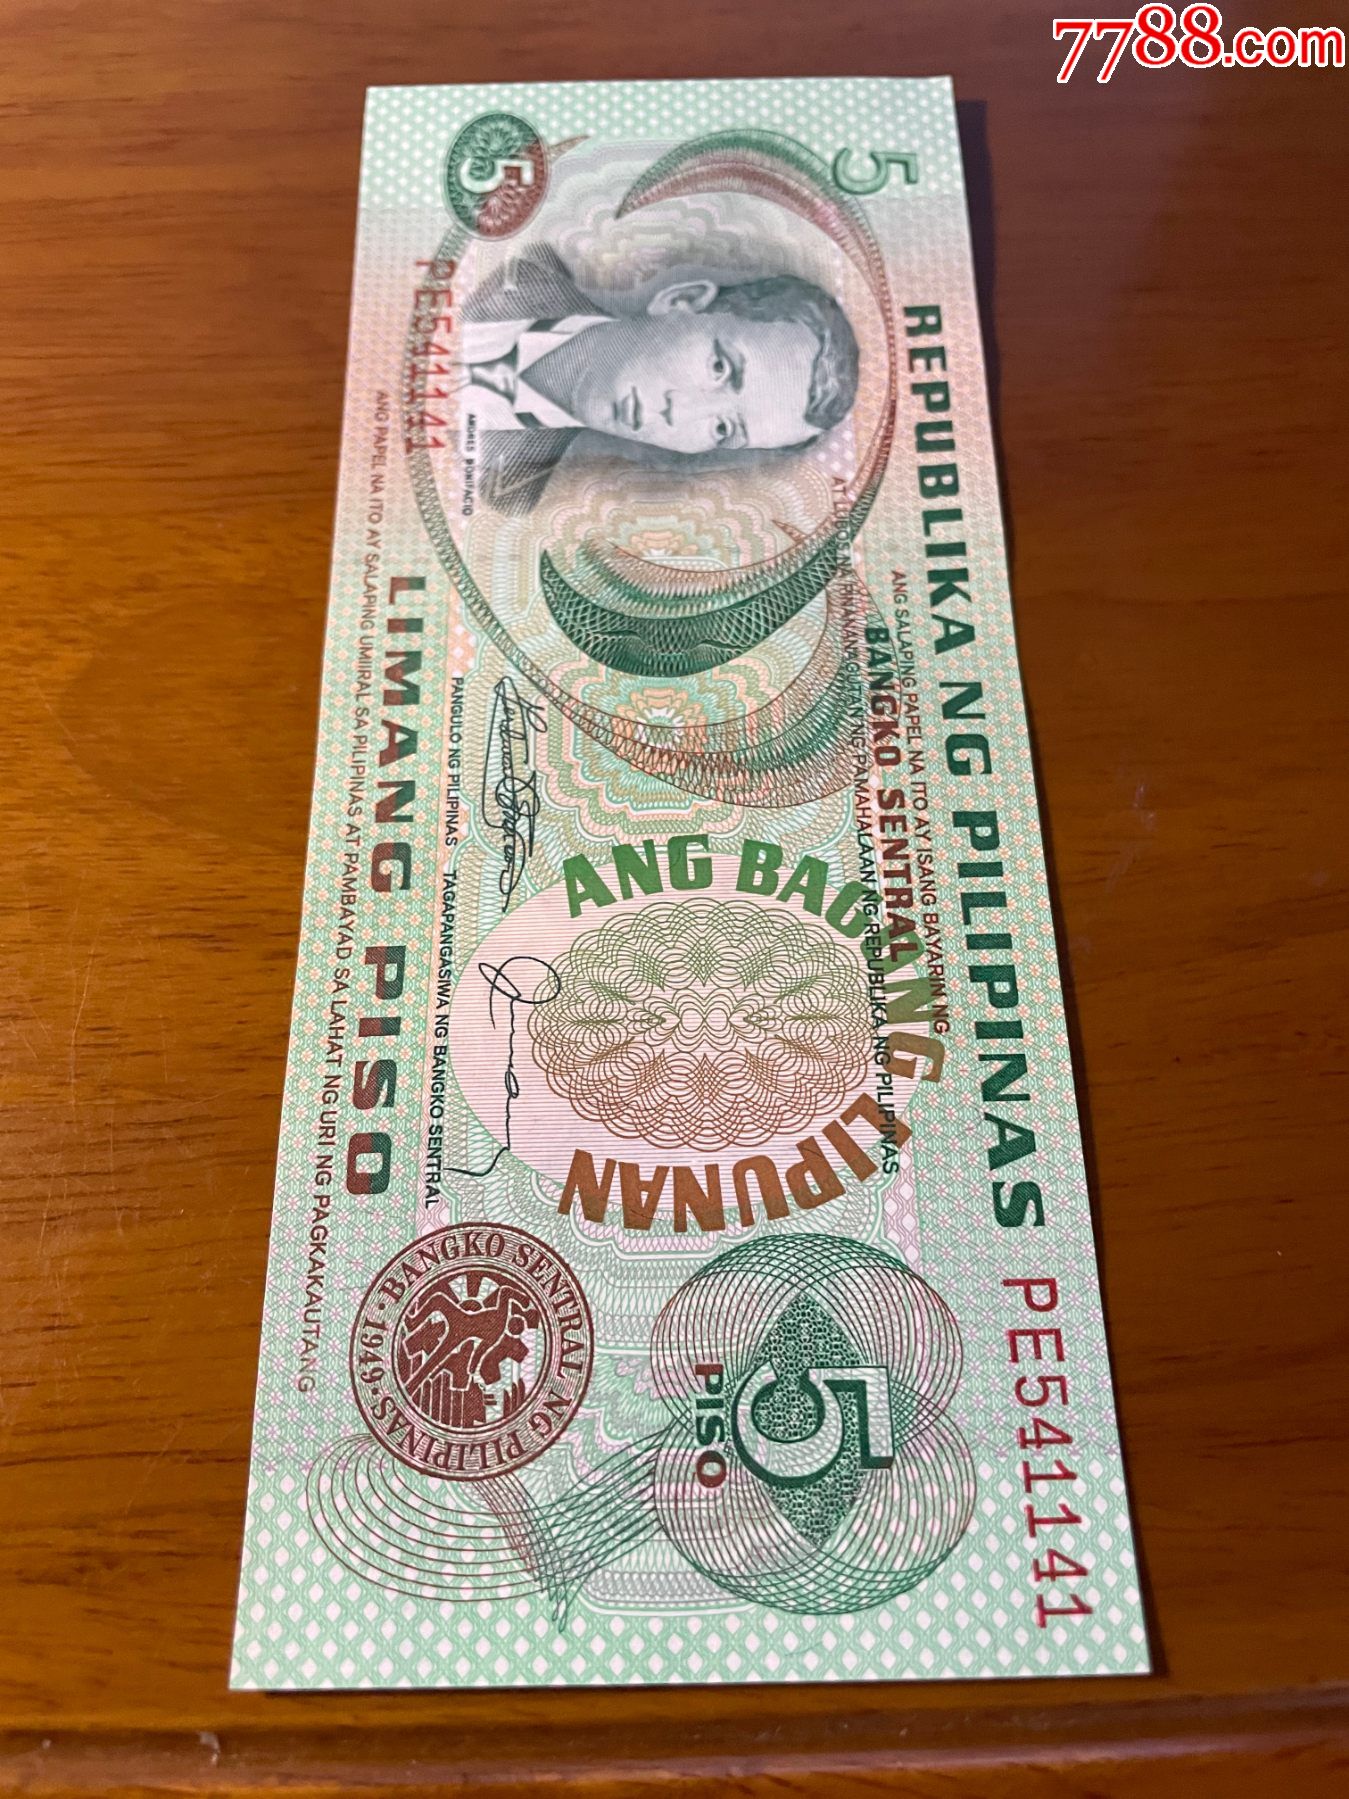 7788.com
REPUBLIKA NG PILIPINAS
PE541141
ANG SALAPING PAPEL NA ITO AY ISANG BAYARIN NG
BANGKO SENTRAL
AT LUBOS NA PINANANAGUTAN NG PAMAHALAAN NG REPUBLIKA NG PILIPINAS
5
5
ANG BAGONG LIPUNAN
5
PISO
ANDRES BONIFACIO
PE541141
PANGULO NG PILIPINAS
TAGAPANGASIWA NG BANGKO SENTRAL
LIMANG PISO
ANG PAPEL NA ITO AY SALAPING UMIIRAL SA PILIPINAS AT PAMBAYAD SA LAHAT NG URI NG PAGKAKAUTANG
BANGKO SENTRAL NG PILIPINAS
1949